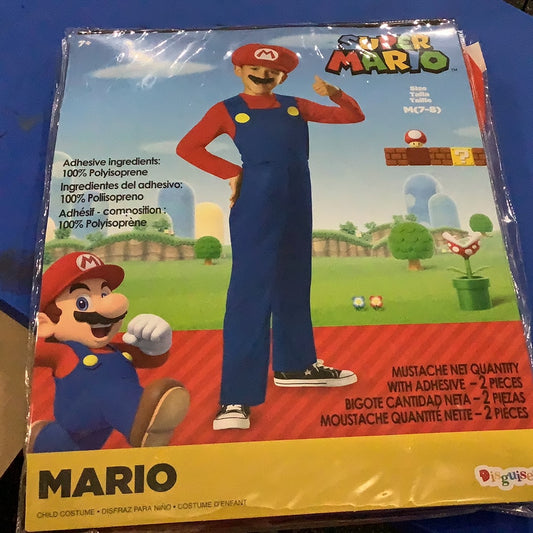 SUPER
MARIO™
Size
Talla
Taille
M(7-8)
Adhesive ingredients:
100% Polyisoprene
Ingredientes del adhesivo:
100% Poliisopreno
Adhésif - composition :
100% Polyisoprène
MUSTACHE NET QUANTITY
WITH ADHESIVE – 2 PIECES
BIGOTE CANTIDAD NETA – 2 PIEZAS
MOUSTACHE QUANTITÉ NETTE – 2 PIÈCES
MARIO
Disguise
CHILD COSTUME • DISFRAZ PARA NIÑO • COSTUME D'ENFANT